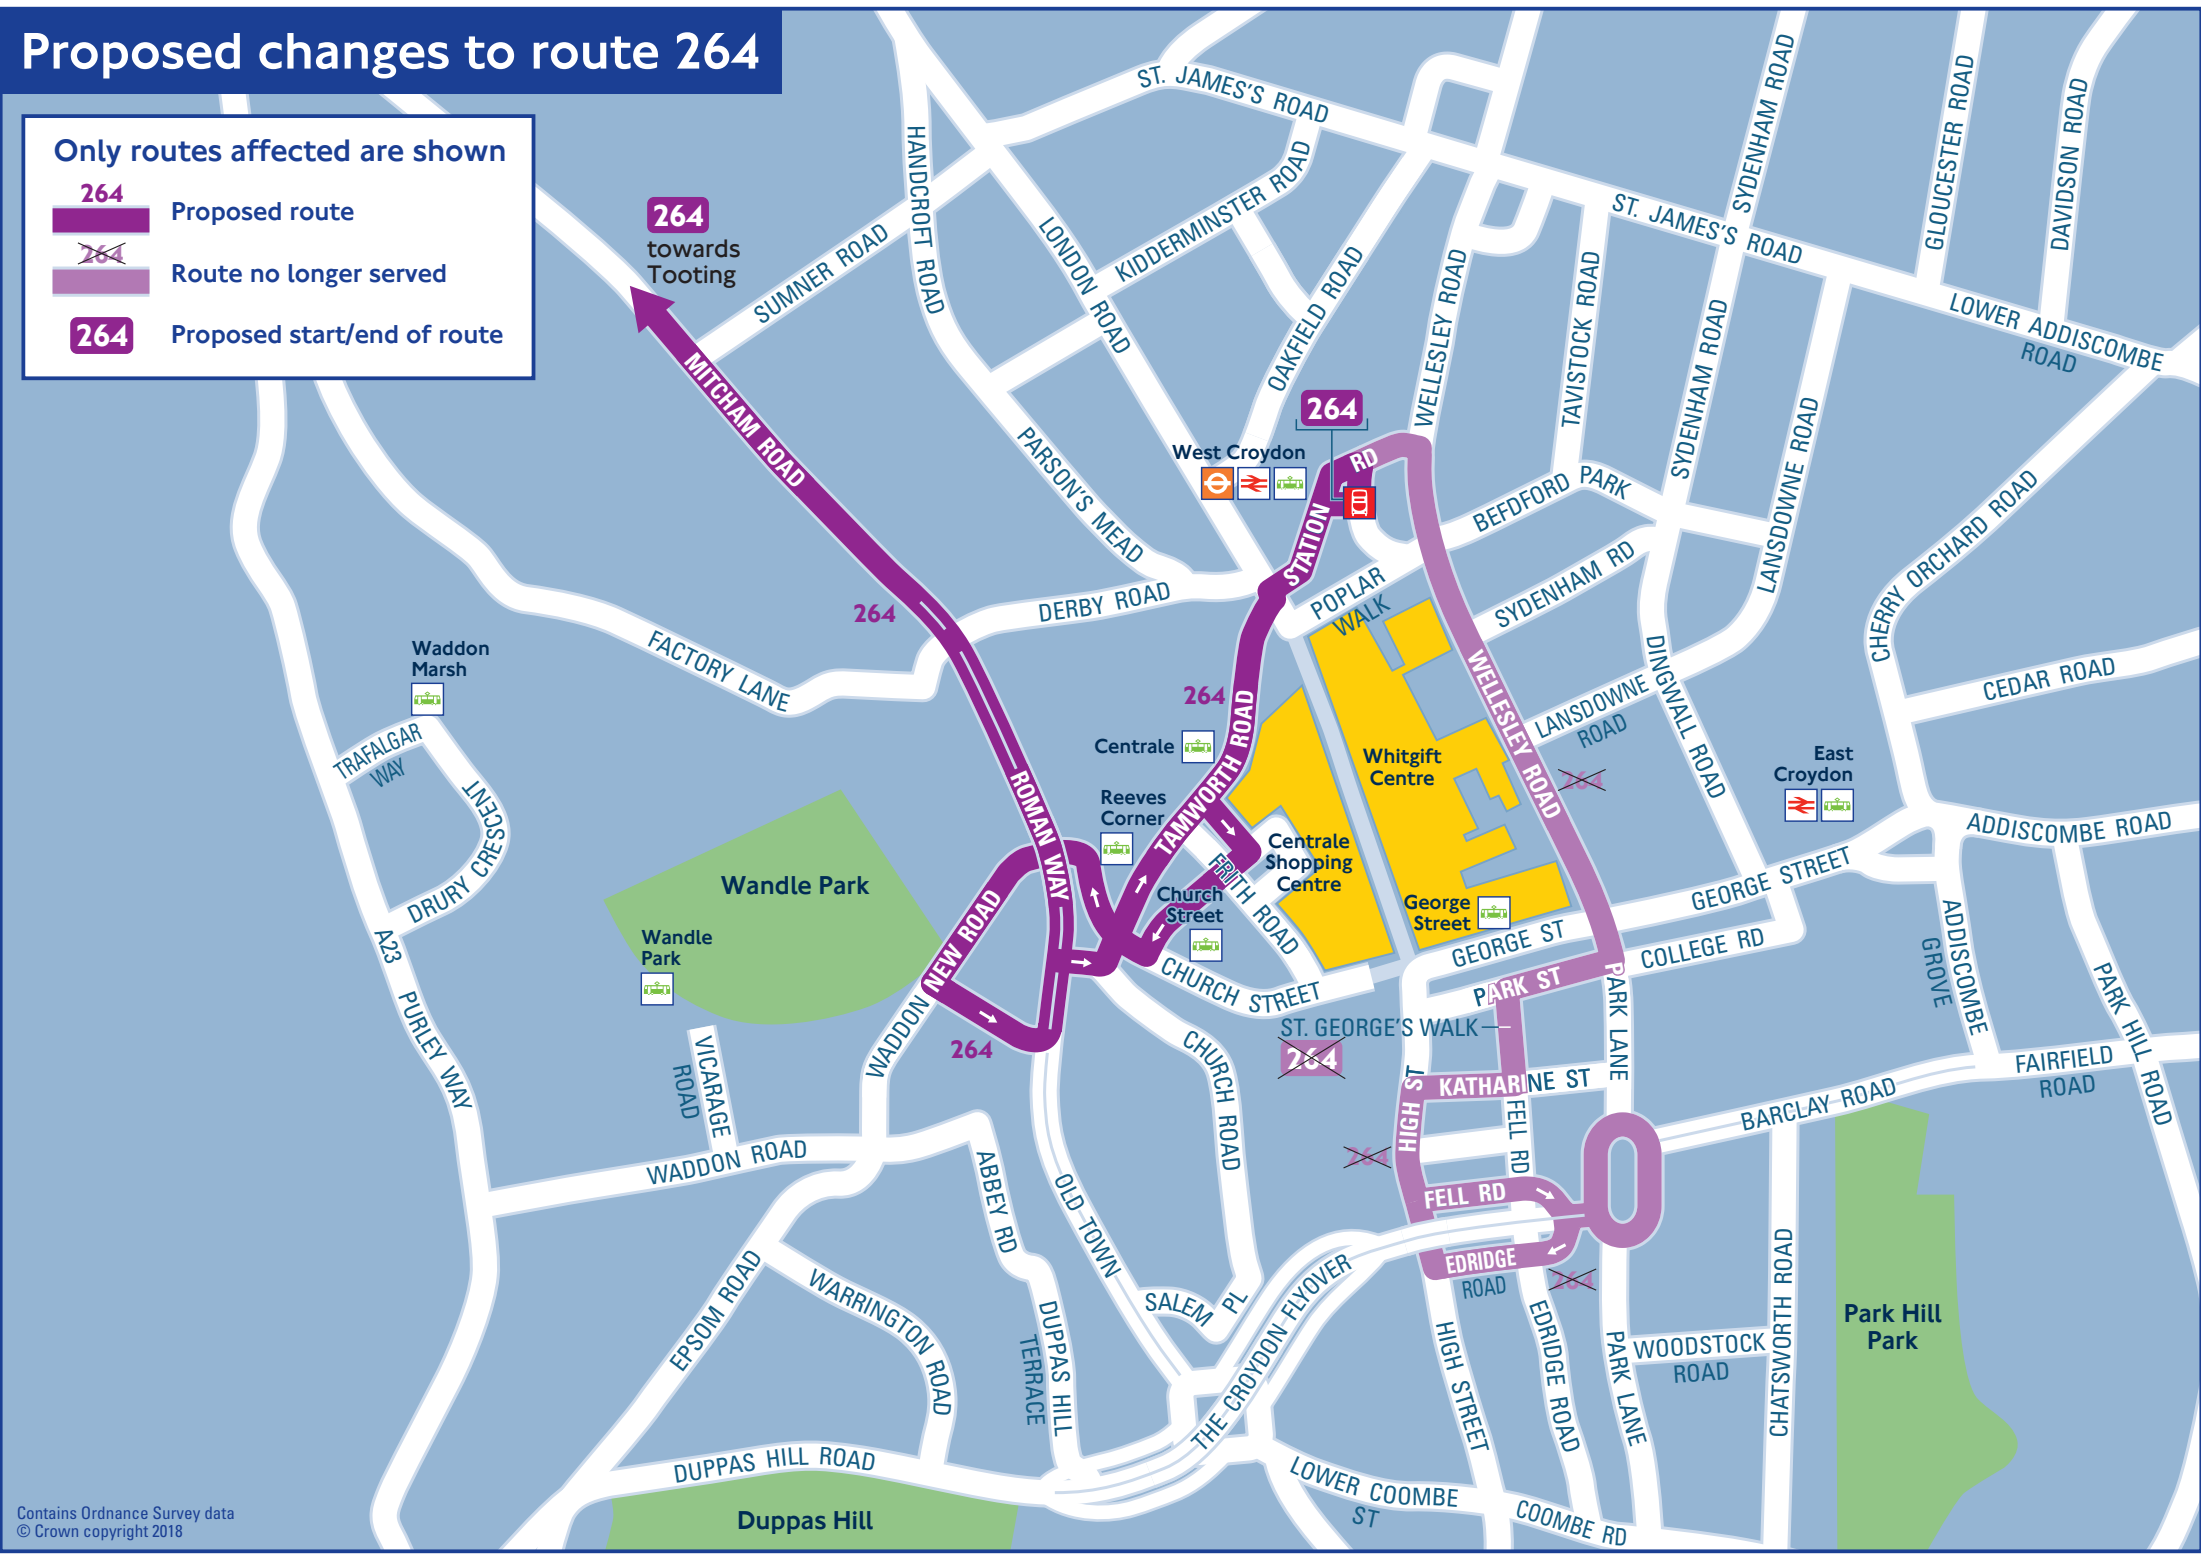 Proposed changes to route 264
Only routes affected are shown
264
Proposed route
264
Route no longer served
264
Proposed start/end of route
264
towards
Tooting
ST. JAMES'S ROAD
HANDCROFT ROAD
SUMNER ROAD
LONDON ROAD
KIDDERMINSTER ROAD
OAKFIELD ROAD
WELLESLEY ROAD
TAVISTOCK ROAD
SYDENHAM ROAD
ST. JAMES'S ROAD
GLOUCESTER ROAD
DAVIDSON ROAD
LOWER ADDISCOMBE
ROAD
SYDENHAM ROAD
LANSDOWNE ROAD
MITCHAM ROAD
PARSON'S MEAD
West Croydon
264
STATION
RD
BEDFORD PARK
CHERRY ORCHARD ROAD
264
DERBY ROAD
POPLAR
WALK
SYDENHAM RD
FACTORY LANE
Waddon
Marsh
TRAFALGAR
WAY
DRURY CRESCENT
264
TAMWORTH ROAD
Centrale
Reeves
Corner
ROMAN WAY
Whitgift
Centre
WELLESLEY ROAD
LANSDOWNE
ROAD
264
DINGWALL ROAD
CEDAR ROAD
East
Croydon
ADDISCOMBE ROAD
Wandle Park
Centrale
Shopping
Centre
FRITH ROAD
Church
Street
George
Street
GEORGE STREET
GEORGE ST
COLLEGE RD
A23
Wandle
Park
NEW ROAD
WADDON
264
CHURCH STREET
PARK ST
ST. GEORGE'S WALK
264
PARK LANE
ADDISCOMBE
GROVE
PARK HILL ROAD
PURLEY WAY
VICARAGE
ROAD
CHURCH ROAD
HIGH ST
KATHARINE ST
FELL RD
FAIRFIELD
ROAD
BARCLAY ROAD
WADDON ROAD
ABBEY RD
OLD TOWN
264
FELL RD
EDRIDGE
ROAD
264
EPSOM ROAD
WARRINGTON ROAD
DUPPAS HILL
TERRACE
SALEM PL
THE CROYDON FLYOVER
HIGH STREET
EDRIDGE ROAD
PARK LANE
WOODSTOCK
ROAD
CHATSWORTH ROAD
Park Hill
Park
DUPPAS HILL ROAD
Duppas Hill
LOWER COOMBE
ST
COOMBE RD
Contains Ordnance Survey data
© Crown copyright 2018